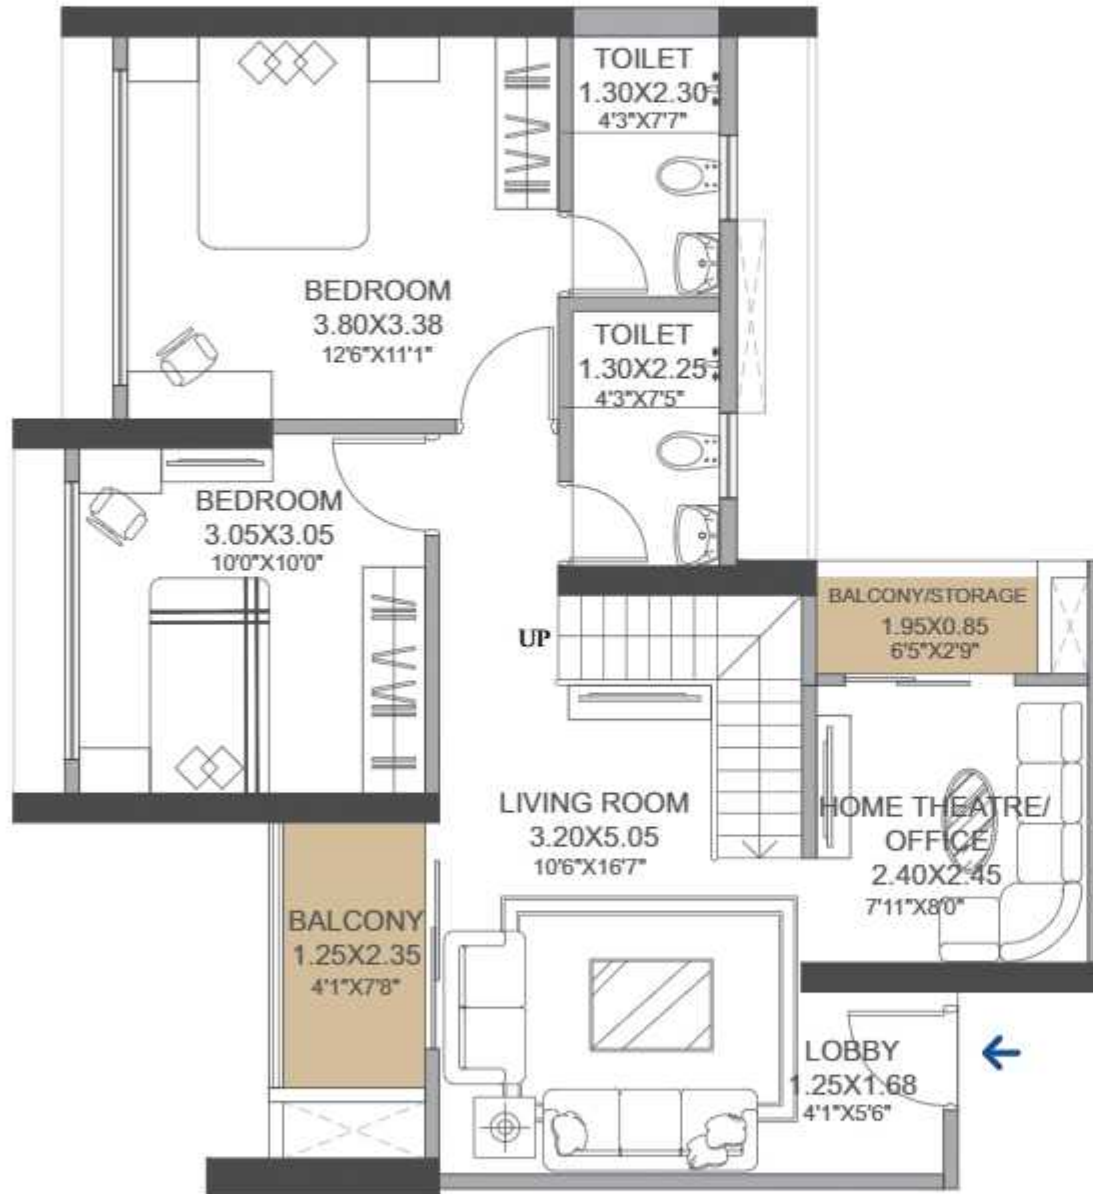 TOILET
1.30X2.30
4'3"X7'7"
BEDROOM
3.80X3.38
12'6"X11'1"
TOILET
1.30X2.25
4'3"X7'5"
BEDROOM
3.05X3.05
10'0"X10'0"
BALCONY/STORAGE
1.95X0.85
6'5"X2'9"
UP
LIVING ROOM
3.20X5.05
10'6"X16'7"
HOME THEATRE/
OFFICE
2.40X2.45
7'11"X8'0"
BALCONY
1.25X2.35
4'1"X7'8"
LOBBY
1.25X1.68
4'1"X5'6"